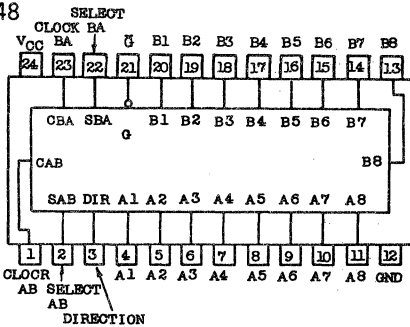 48
SELECT
CLOCK BA
VCC BA G̅ B1 B2 B3 B4 B5 B6 B7 B8
24 23 22 21 20 19 18 17 16 15 14 13
CBA SBA G B1 B2 B3 B4 B5 B6 B7
CAB B8
SAB DIR A1 A2 A3 A4 A5 A6 A7 A8
1 2 3 4 5 6 7 8 9 10 11 12
CLOCR SELECT A1 A2 A3 A4 A5 A6 A7 A8 GND
AB AB
DIRECTION